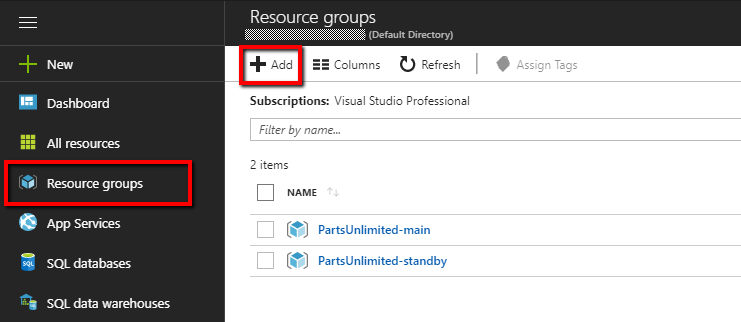 Resource groups
(Default Directory)
New
Add
Columns
Refresh
Assign Tags
Dashboard
Subscriptions: Visual Studio Professional
All resources
Filter by name...
2 items
Resource groups
NAME
App Services
PartsUnlimited-main
SQL databases
PartsUnlimited-standby
SQL data warehouses